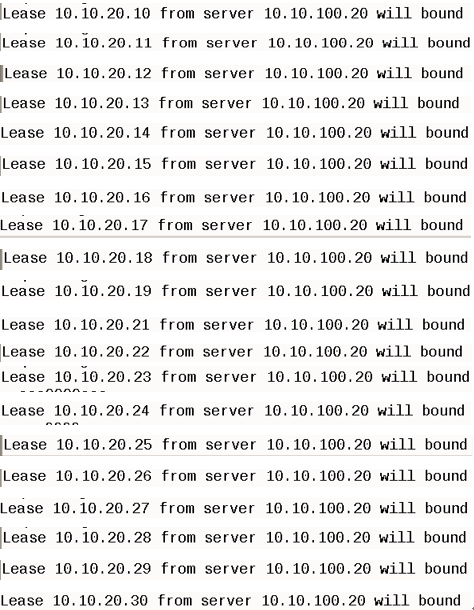 Lease 10.10.20.10 from server 10.10.100.20 will bound
Lease 10.10.20.11 from server 10.10.100.20 will bound
Lease 10.10.20.12 from server 10.10.100.20 will bound
Lease 10.10.20.13 from server 10.10.100.20 will bound
Lease 10.10.20.14 from server 10.10.100.20 will bound
Lease 10.10.20.15 from server 10.10.100.20 will bound
Lease 10.10.20.16 from server 10.10.100.20 will bound
Lease 10.10.20.17 from server 10.10.100.20 will bound
Lease 10.10.20.18 from server 10.10.100.20 will bound
Lease 10.10.20.19 from server 10.10.100.20 will bound
Lease 10.10.20.21 from server 10.10.100.20 will bound
Lease 10.10.20.22 from server 10.10.100.20 will bound
Lease 10.10.20.23 from server 10.10.100.20 will bound
Lease 10.10.20.24 from server 10.10.100.20 will bound
Lease 10.10.20.25 from server 10.10.100.20 will bound
Lease 10.10.20.26 from server 10.10.100.20 will bound
Lease 10.10.20.27 from server 10.10.100.20 will bound
Lease 10.10.20.28 from server 10.10.100.20 will bound
Lease 10.10.20.29 from server 10.10.100.20 will bound
Lease 10.10.20.30 from server 10.10.100.20 will bound